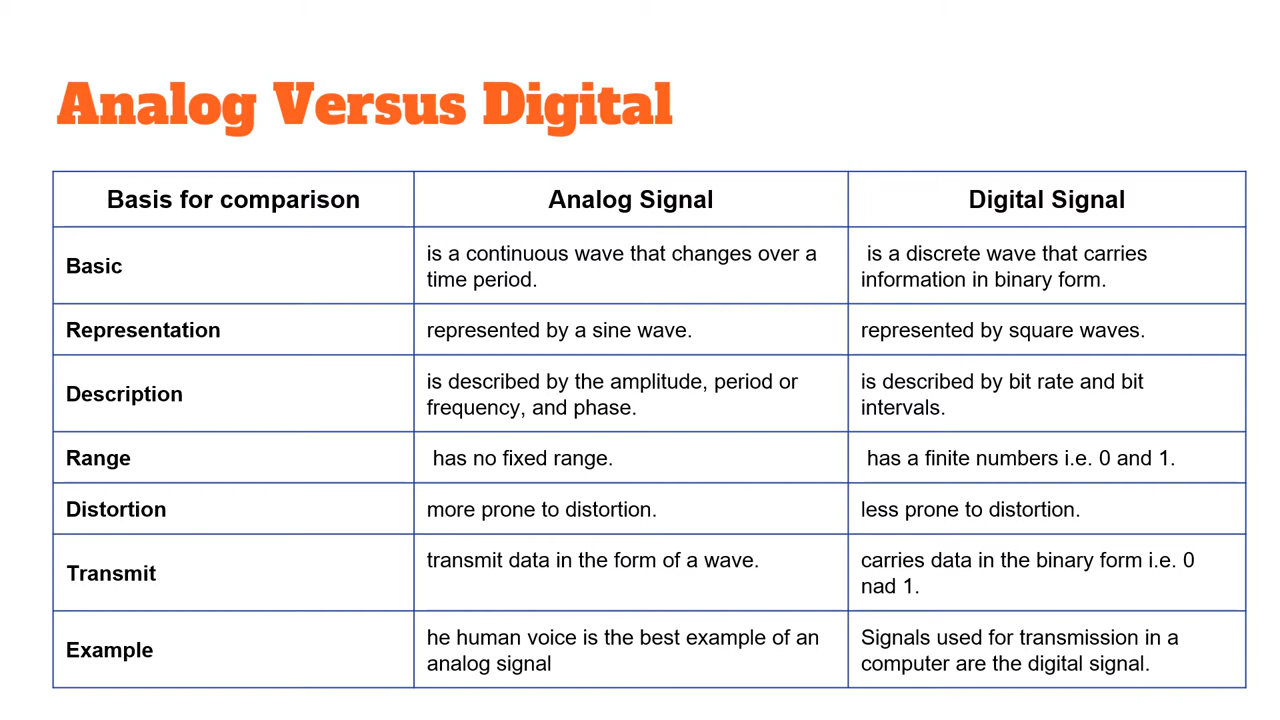 Analog Versus Digital
Basis for comparison
Analog Signal
Digital Signal
Basic
is a continuous wave that changes over a
time period.
is a discrete wave that carries
information in binary form.
Representation
represented by a sine wave.
represented by square waves.
Description
is described by the amplitude, period or
frequency, and phase.
is described by bit rate and bit
intervals.
Range
has no fixed range.
has a finite numbers i.e. 0 and 1.
Distortion
more prone to distortion.
less prone to distortion.
Transmit
transmit data in the form of a wave.
carries data in the binary form i.e. 0
nad 1.
Example
he human voice is the best example of an
analog signal
Signals used for transmission in a
computer are the digital signal.